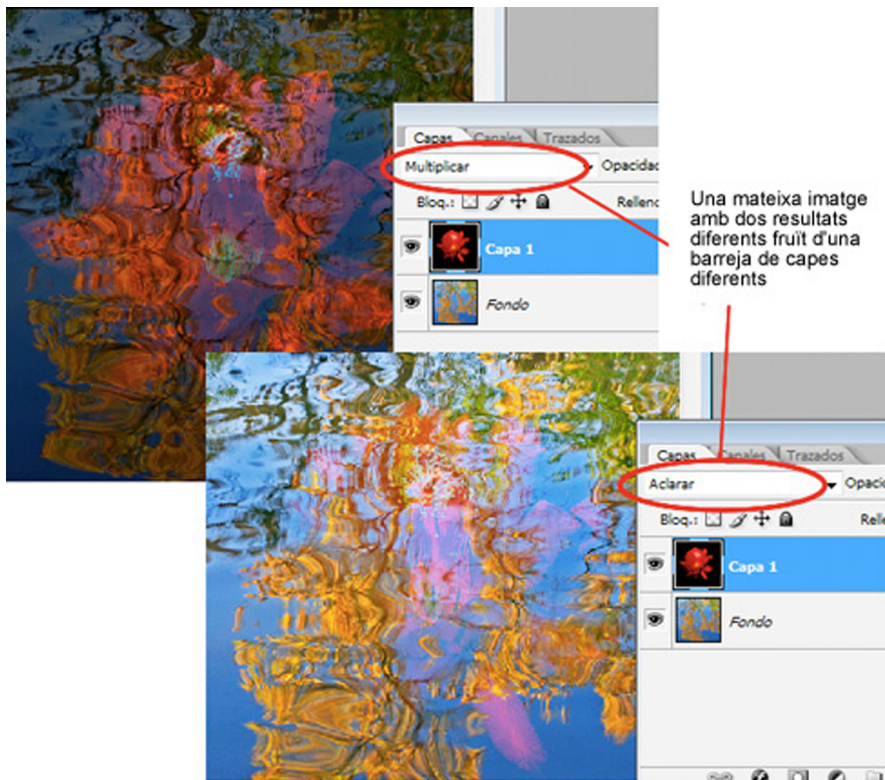 Capas Canales Trazados
Multiplicar Opacidad
Bloq.: Rellen
Capa 1
Fondo
Una mateixa imatge
amb dos resultats
diferents fruït d'una
barreja de capes
diferents
Capas Canales Trazados
Aclarar Opaci
Bloq.: Relle
Capa 1
Fondo